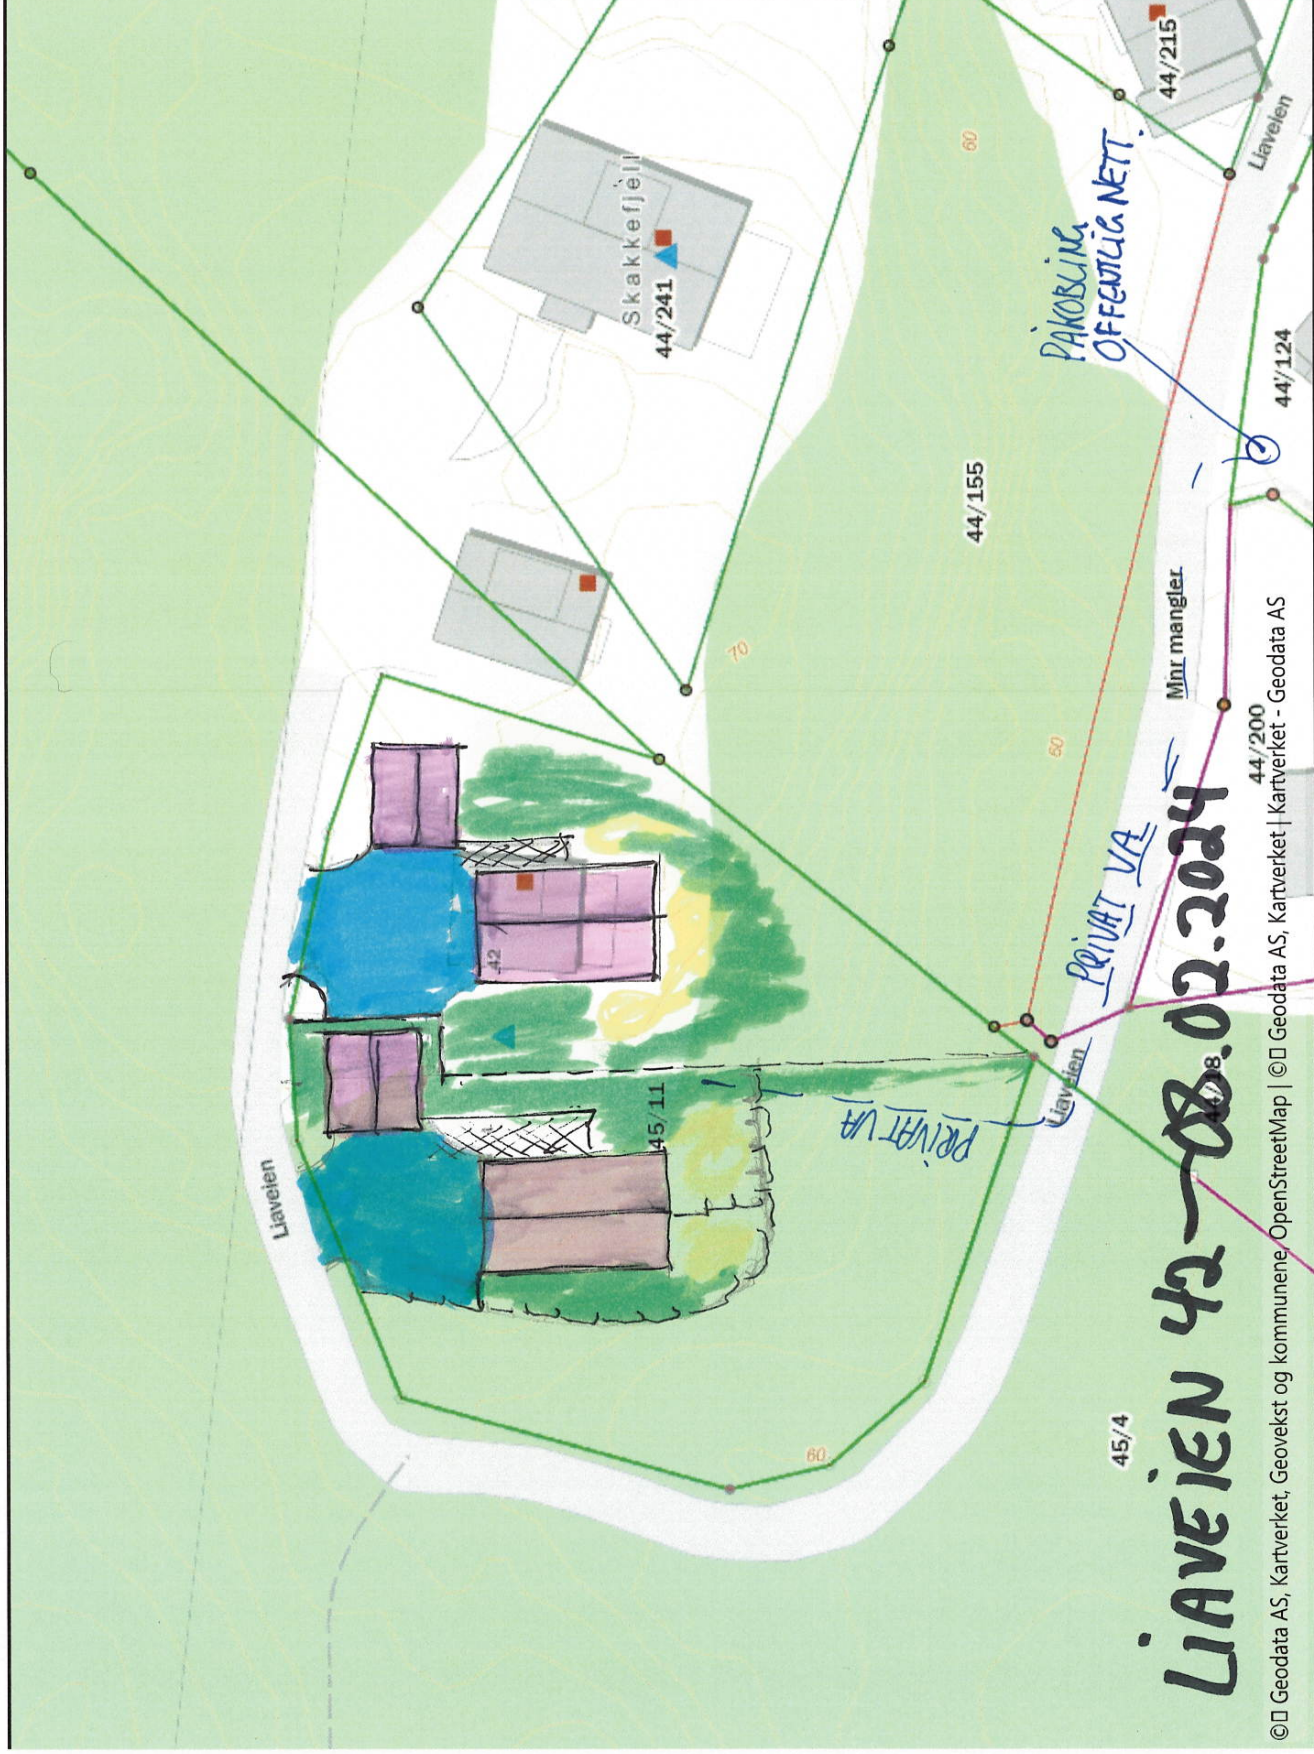 44/215
Liaveien
60
PÅKOBLING
OFFENTLIG NETT.
Skakkefjell
44/241
44/124
44/155
Mnr mangler
70
60
44/200
PRIVAT VA
42
45/11
PRIVAT VA
Liaveien
Liaveien
60
45/4
LIAVEIEN 42 — 08.02.2024
©▯ Geodata AS, Kartverket, Geovekst og kommunene, OpenStreetMap | ©▯ Geodata AS, Kartverket | Kartverket - Geodata AS